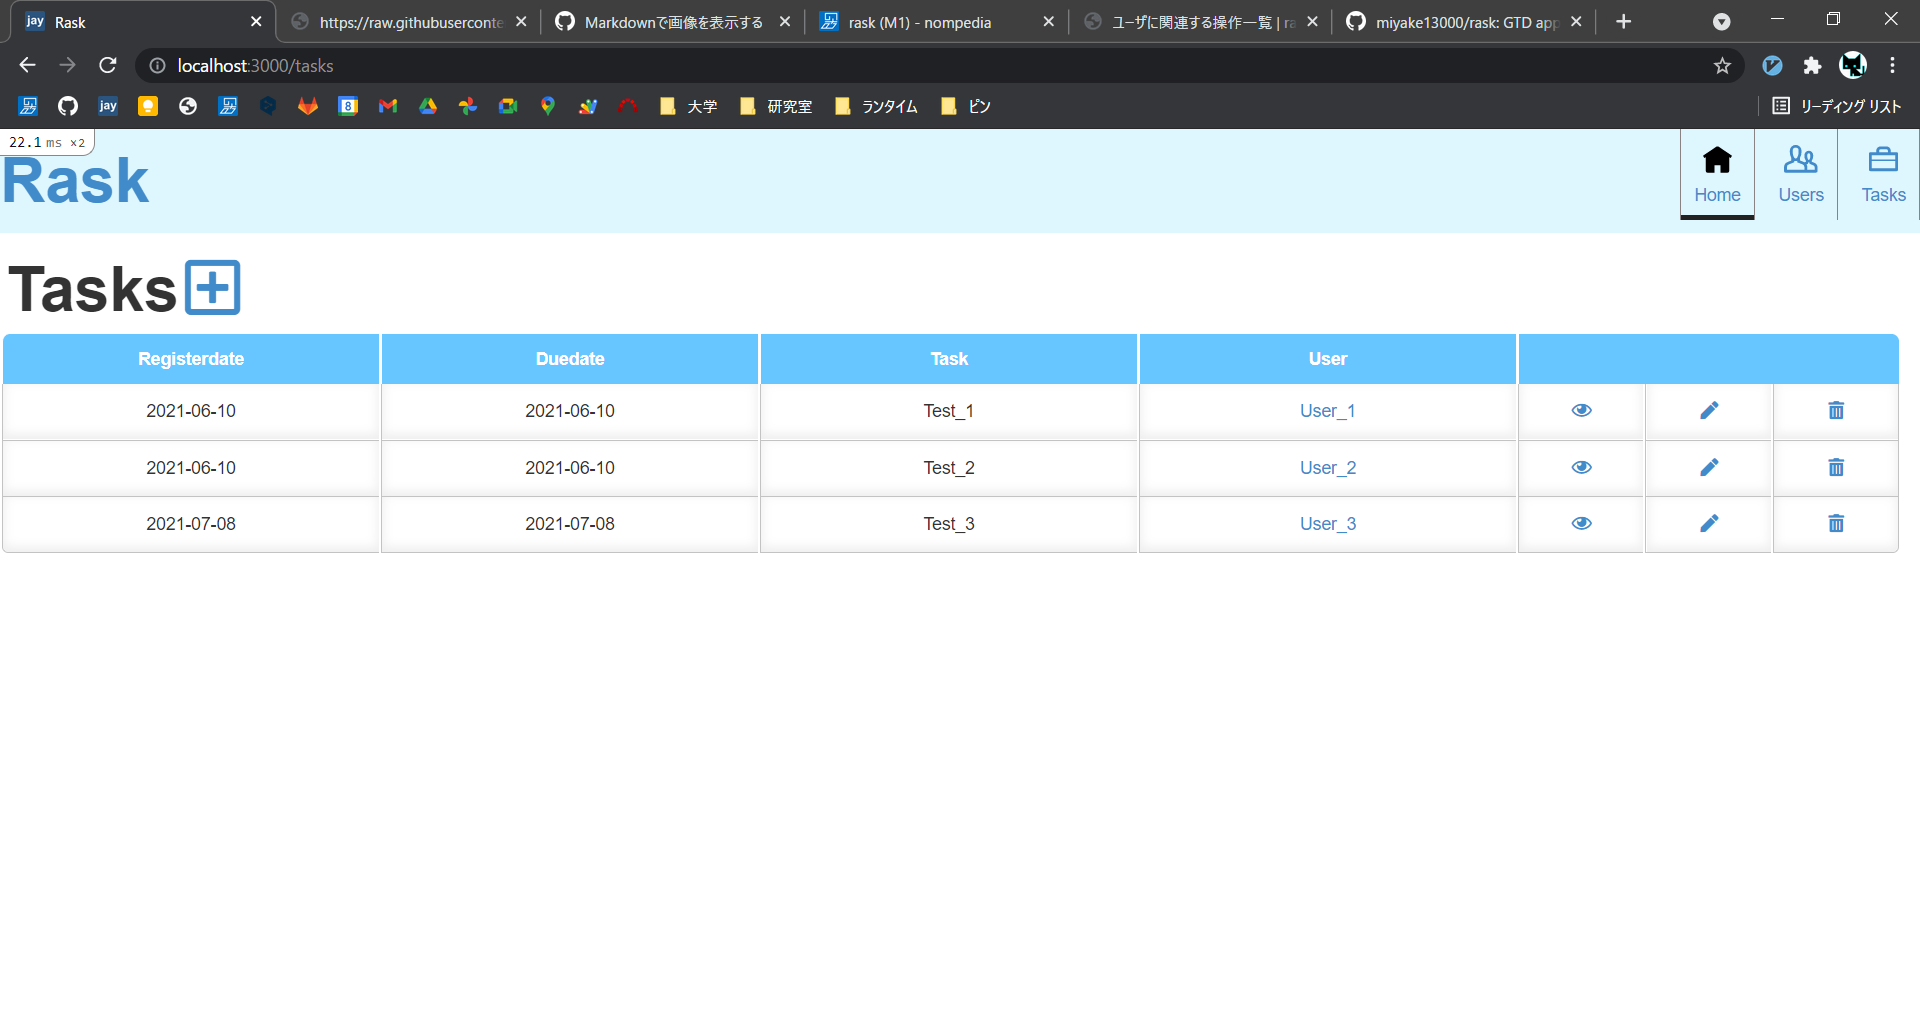 jay Rask
https://raw.githubuserconte
Markdownで画像を表示する
rask (M1) - nompedia
ユーザに関連する操作一覧 | ra
miyake13000/rask: GTD app
localhost:3000/tasks
jay
8
大学
研究室
ランタイム
ピン
リーディング リスト
22.1 ms ×2
Rask
Home
Users
Tasks
Tasks
Registerdate Duedate Task User
2021-06-10 2021-06-10 Test_1 User_1
2021-06-10 2021-06-10 Test_2 User_2
2021-07-08 2021-07-08 Test_3 User_3